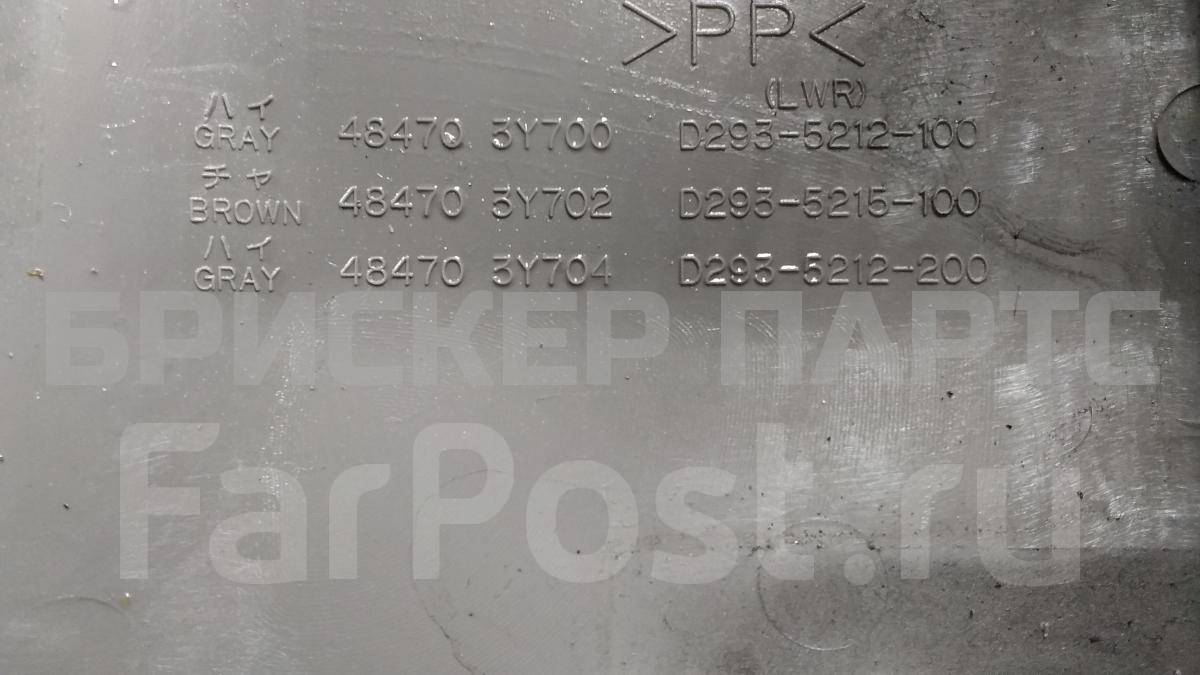 >PP<
(LWR)
ハイ
GRAY 48470 3Y700 D293-5212-100
チャ
BROWN 48470 3Y702 D293-5215-100
ハイ
GRAY 48470 3Y704 D293-5212-200
БРИСКЕР ПАРТС
FarPost.ru